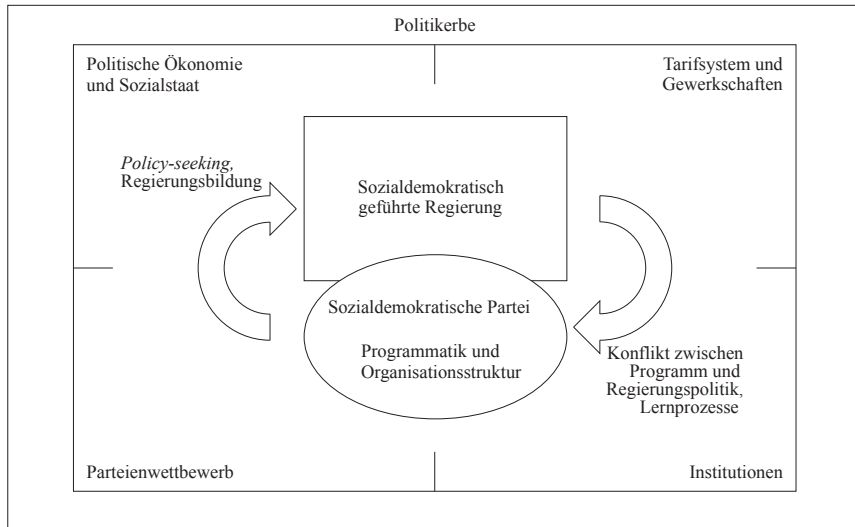 Politikerbe
Politische Ökonomie
und Sozialstaat
Tarifsystem und
Gewerkschaften
Policy-seeking,
Regierungsbildung
Sozialdemokratisch
geführte Regierung
Sozialdemokratische Partei
Programmatik und
Organisationsstruktur
Konflikt zwischen
Programm und
Regierungspolitik,
Lernprozesse
Parteienwettbewerb
Institutionen